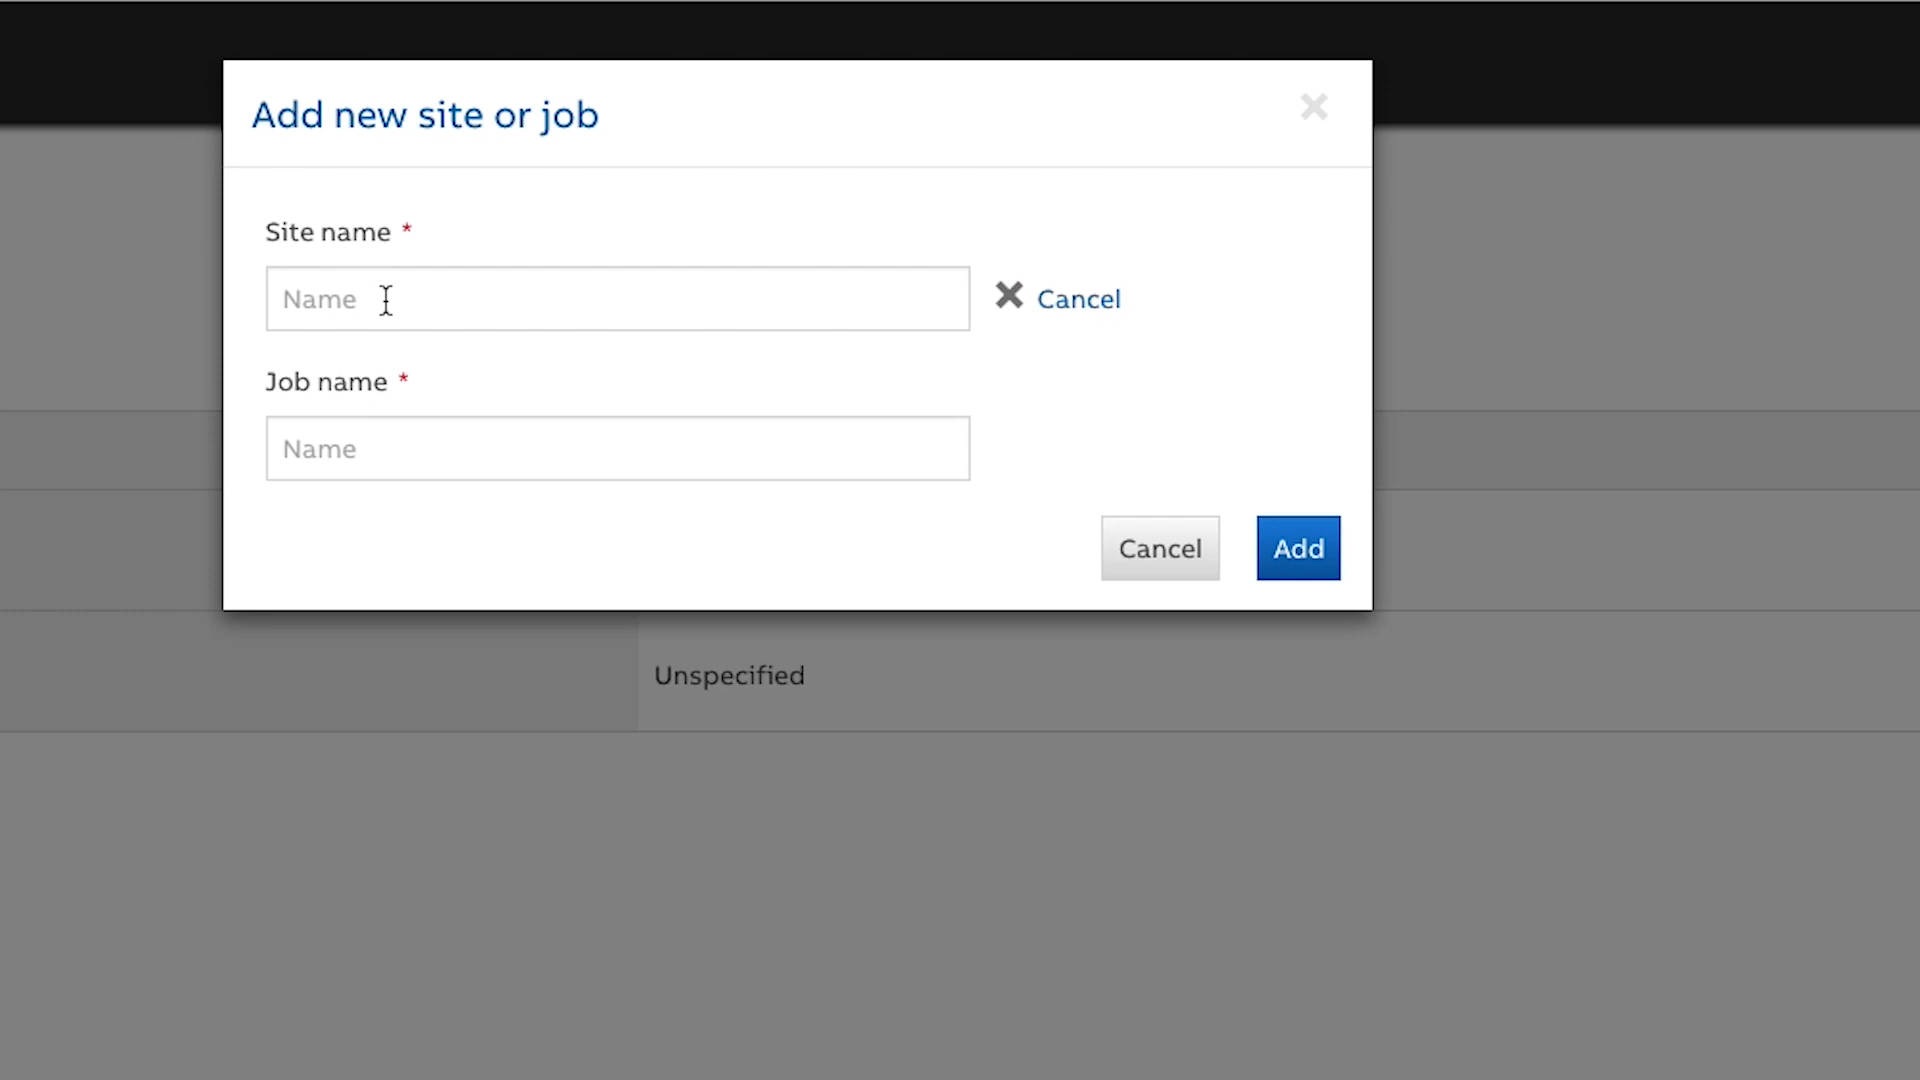 Add new site or job
Site name *
Name
Cancel
Job name *
Name
Cancel
Add
Unspecified